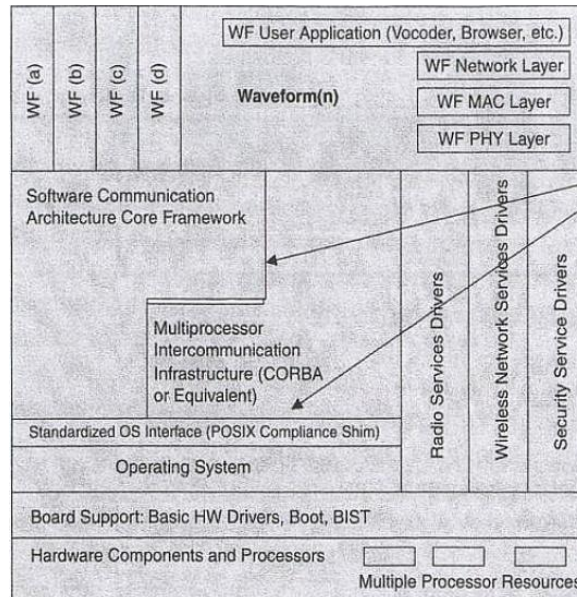 WF (a)
WF (b)
WF (c)
WF (d)
Waveform(n)
WF User Application (Vocoder, Browser, etc.)
WF Network Layer
WF MAC Layer
WF PHY Layer
Software Communication
Architecture Core Framework
Multiprocessor
Intercommunication
Infrastructure (CORBA
or Equivalent)
Standardized OS Interface (POSIX Compliance Shim)
Operating System
Radio Services Drivers
Wireless Network Services Drivers
Security Service Drivers
Board Support: Basic HW Drivers, Boot, BIST
Hardware Components and Processors
Multiple Processor Resources